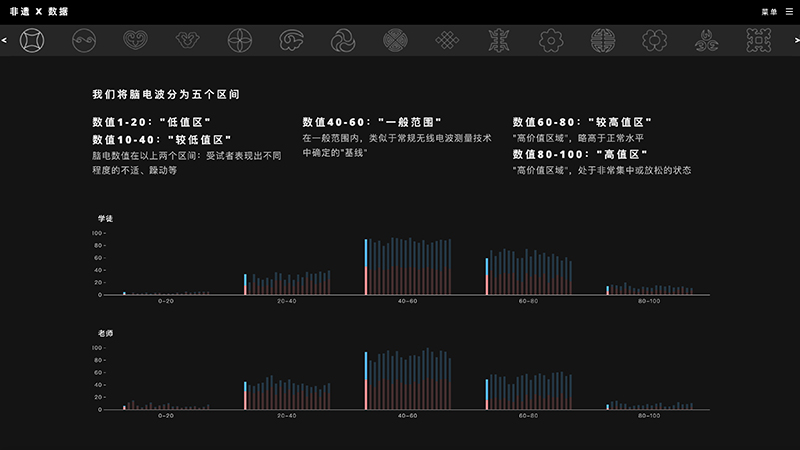 非遗 X 数据
菜单
<
>
我们将脑电波分为五个区间
数值1-20："低值区"
数值10-40："较低值区"
脑电数值在以上两个区间：受试者表现出不同
程度的不适、躁动等
数值40-60："一般范围"
在一般范围内，类似于常规无线电波测量技术
中确定的"基线"
数值60-80："较高值区"
"高价值区域"，略高于正常水平
数值80-100："高值区"
"高价值区域"，处于非常集中或放松的状态
学徒
100
80
60
40
20
0
0-20
20-40
40-60
60-80
80-100
老师
100
80
60
40
20
0
0-20
20-40
40-60
60-80
80-100